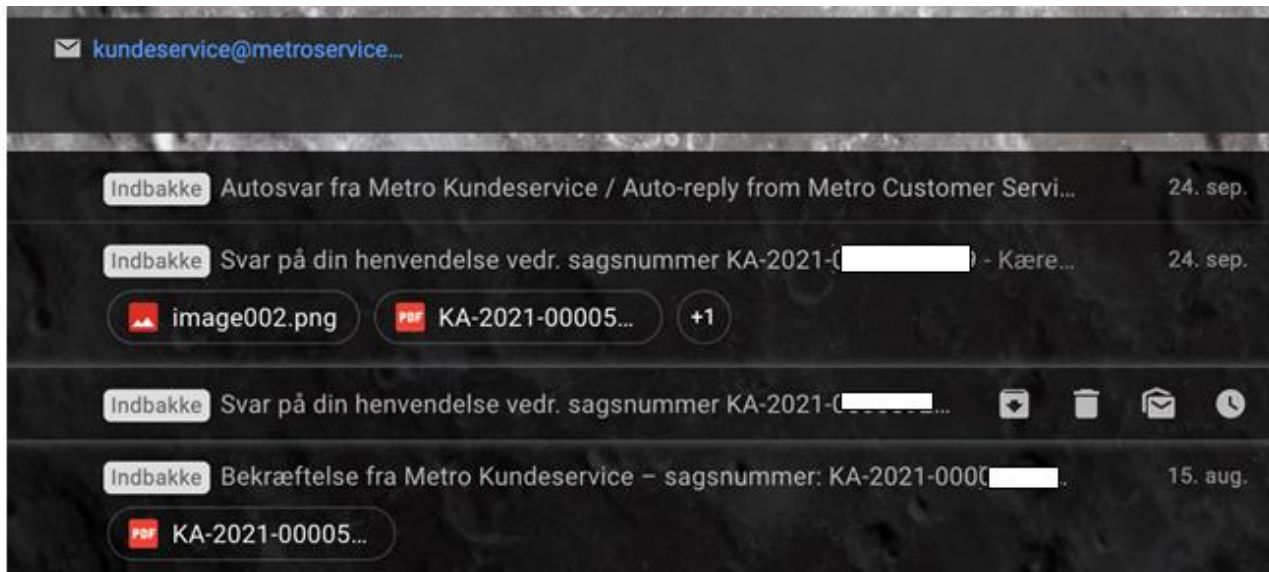 kundeservice@metroservice…
Indbakke Autosvar fra Metro Kundeservice / Auto-reply from Metro Customer Servi… 24. sep.
Indbakke Svar på din henvendelse vedr. sagsnummer KA-2021- - Kære… 24. sep.
image002.png PDF KA-2021-00005… +1
Indbakke Svar på din henvendelse vedr. sagsnummer KA-2021-
Indbakke Bekræftelse fra Metro Kundeservice – sagsnummer: KA-2021-000 15. aug.
PDF KA-2021-00005…